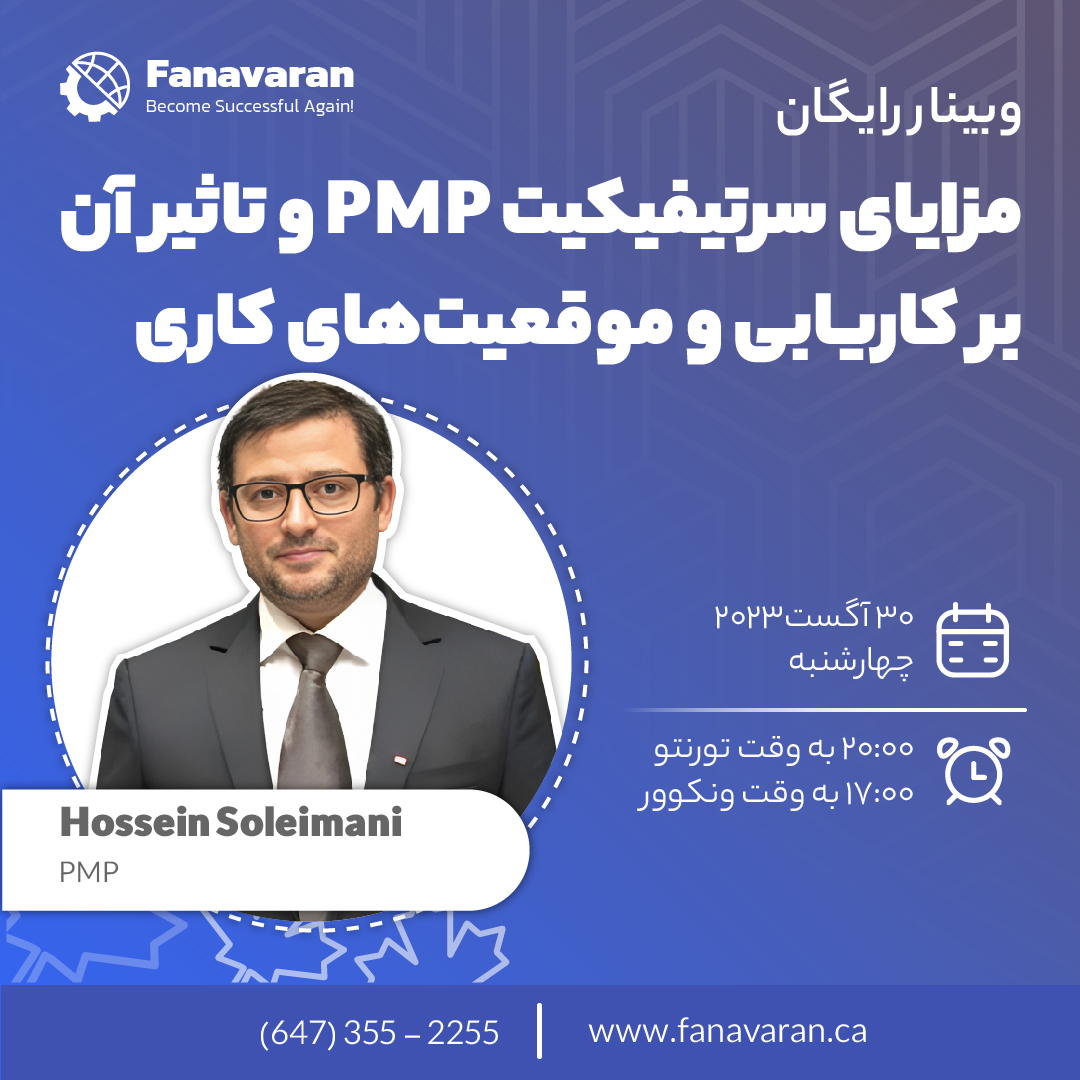 Fanavaran
Become Successful Again!
وبینار رایگان
مزایای سرتیفیکیت PMP و تاثیر آن
بر کاریابی و موقعیت‌های کاری
۳۰ آگست ۲۰۲۳
چهارشنبه
۲۰:۰۰ به وقت تورنتو
۱۷:۰۰ به وقت ونکوور
Hossein Soleimani
PMP
(647) 355 – 2255
www.fanavaran.ca